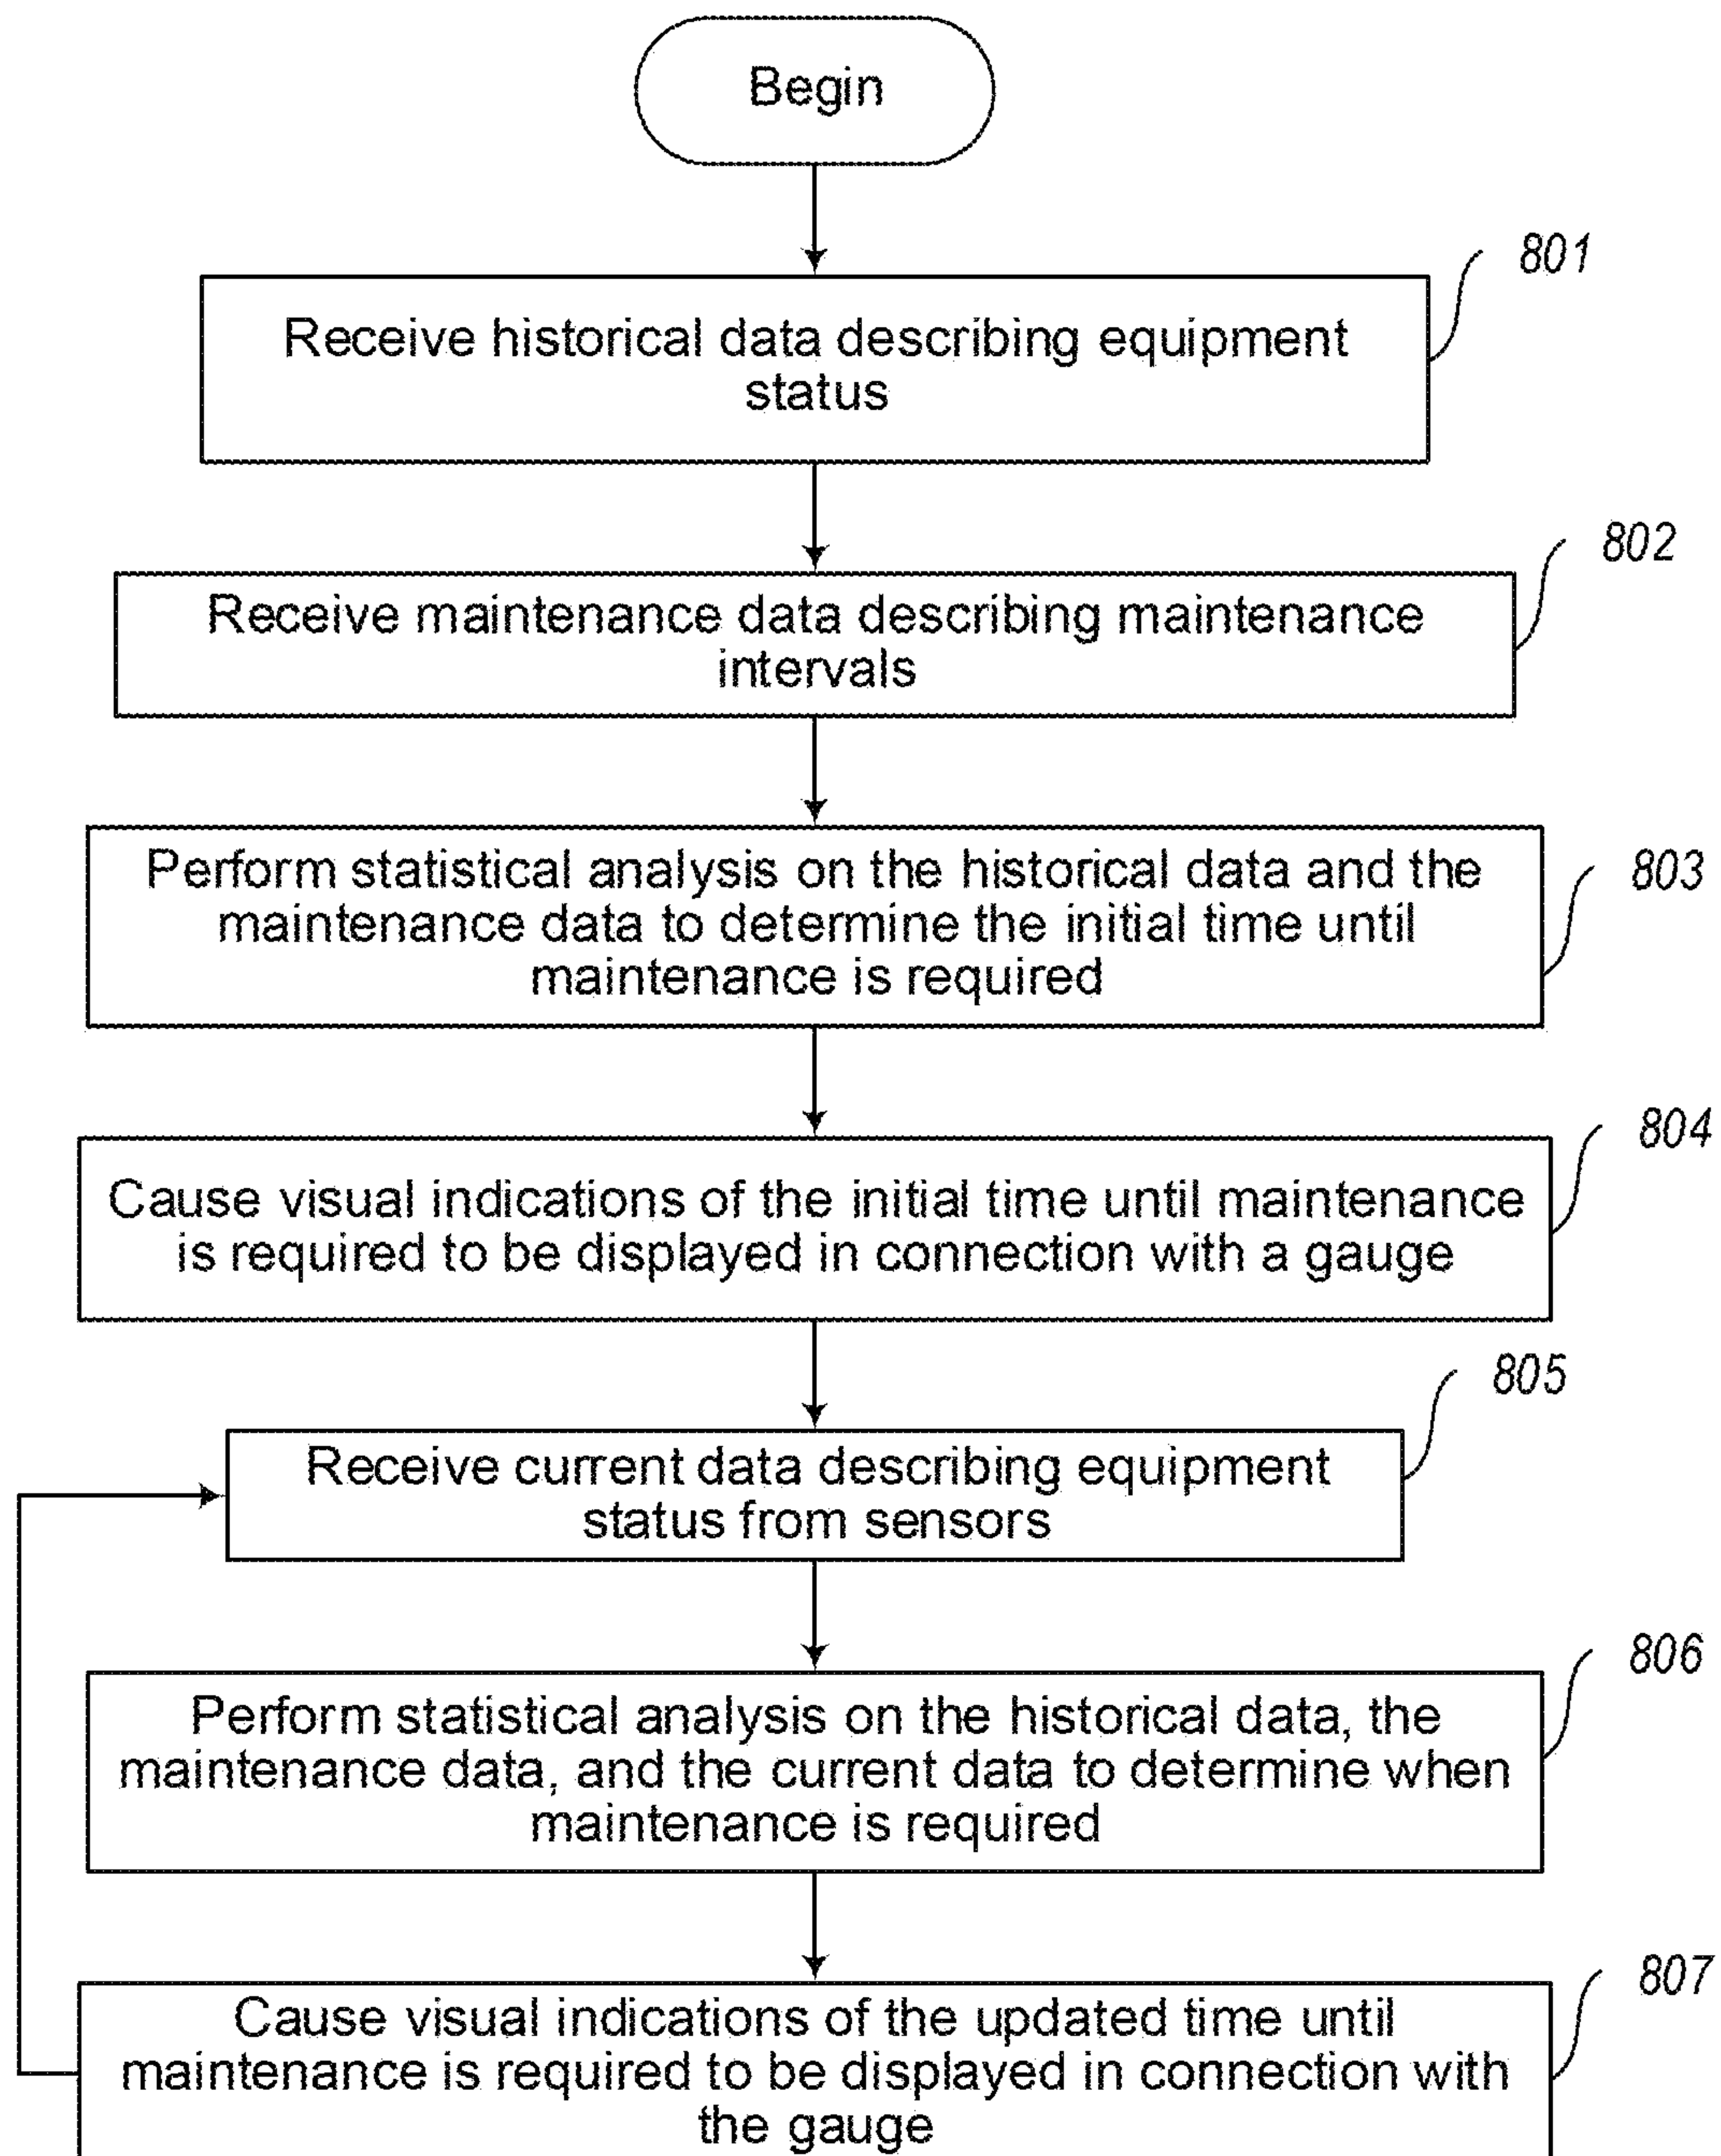 Begin
801
Receive historical data describing equipment
status
802
Receive maintenance data describing maintenance
intervals
803
Perform statistical analysis on the historical data and the
maintenance data to determine the initial time until
maintenance is required
804
Cause visual indications of the initial time until maintenance
is required to be displayed in connection with a gauge
805
Receive current data describing equipment
status from sensors
806
Perform statistical analysis on the historical data, the
maintenance data, and the current data to determine when
maintenance is required
807
Cause visual indications of the updated time until
maintenance is required to be displayed in connection with
the gauge